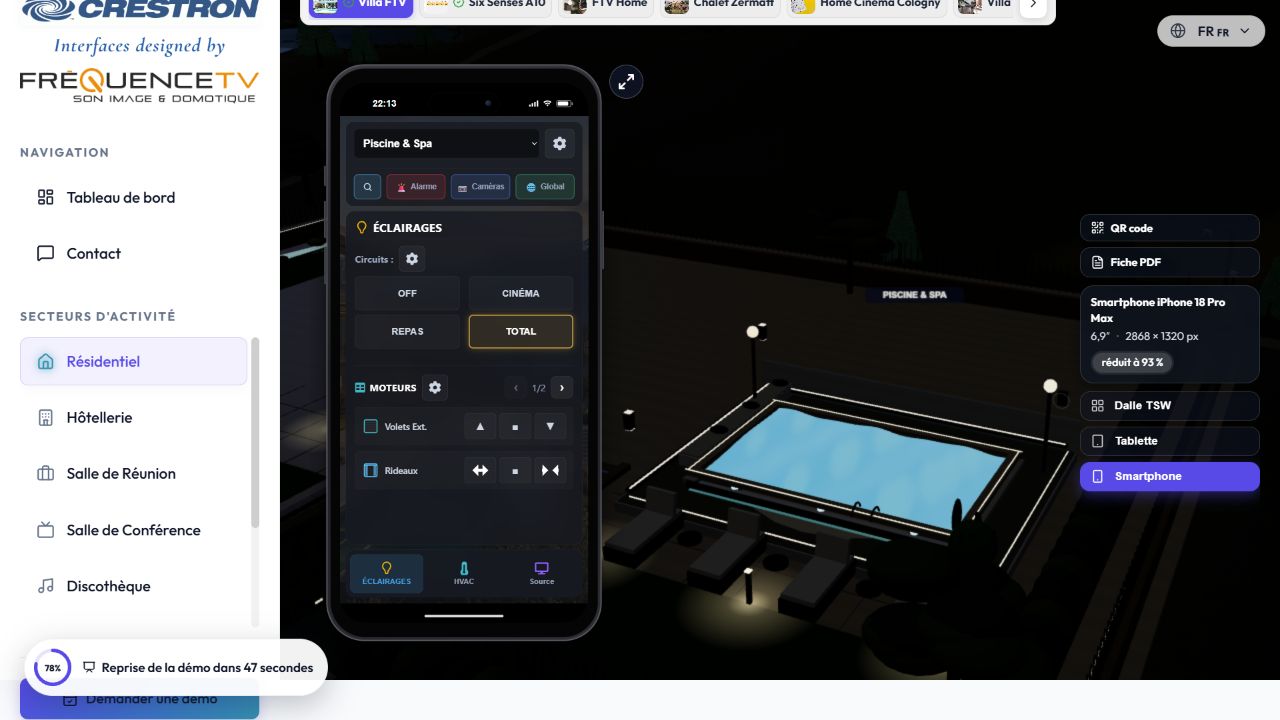 CRESTRON
Interfaces designed by
FRÉQUENCETV
SON IMAGE & DOMOTIQUE
NAVIGATION
Tableau de bord
Contact
SECTEURS D'ACTIVITÉ
Résidentiel
Hôtellerie
Salle de Réunion
Salle de Conférence
Discothèque
78%
Reprise de la démo dans 47 secondes
Demander une démo
Villa FTV
Six Senses A10
FTV Home
Chalet Zermatt
Home Cinema Cologny
Villa
FR FR
22:13
Piscine & Spa
Alarme
Caméras
Global
ÉCLAIRAGES
Circuits :
OFF
CINÉMA
REPAS
TOTAL
MOTEURS
1/2
Volets Ext.
Rideaux
ÉCLAIRAGES
HVAC
Source
PISCINE & SPA
QR code
Fiche PDF
Smartphone iPhone 18 Pro
Max
6,9" · 2868 × 1320 px
réduit à 93 %
Dalle TSW
Tablette
Smartphone